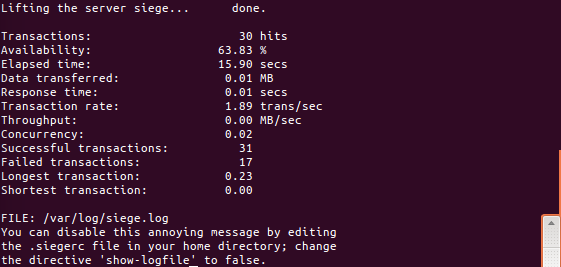 Lifting the server siege...      done.

Transactions:                 30 hits
Availability:              63.83 %
Elapsed time:              15.90 secs
Data transferred:           0.01 MB
Response time:              0.01 secs
Transaction rate:           1.89 trans/sec
Throughput:                 0.00 MB/sec
Concurrency:                0.02
Successful transactions:      31
Failed transactions:          17
Longest transaction:        0.23
Shortest transaction:       0.00

FILE: /var/log/siege.log
You can disable this annoying message by editing
the .siegerc file in your home directory; change
the directive 'show-logfile' to false.